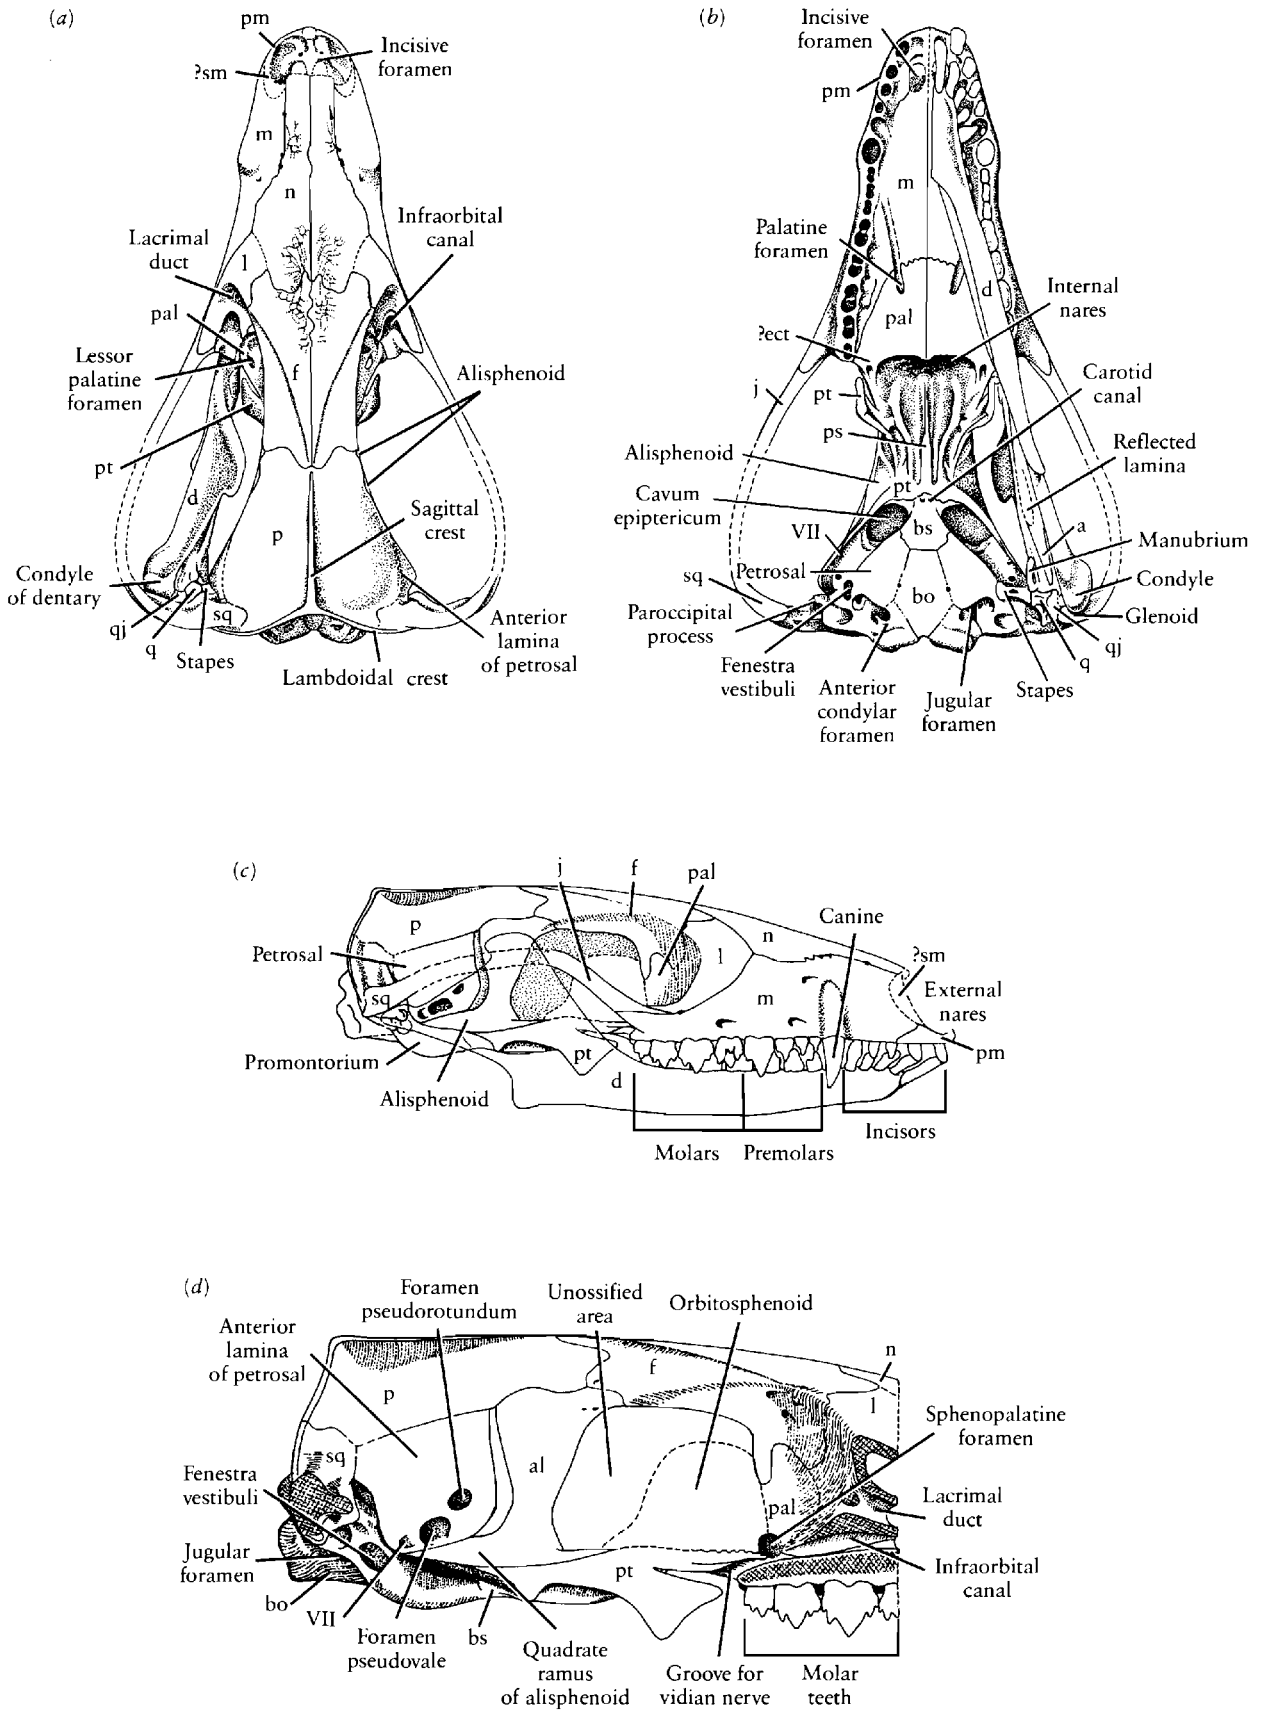 (a)
pm
Incisive
foramen
?sm
m
n
Infraorbital
canal
Lacrimal
duct
l
pal
Lessor
palatine
foramen
f
Alisphenoid
pt
d
Sagittal
crest
p
Condyle
of dentary
sq
qj
q
Stapes
Anterior
lamina
of petrosal
Lambdoidal crest
(b)
Incisive
foramen
pm
m
Palatine
foramen
d
Internal
nares
pal
?ect
Carotid
canal
j
pt
ps
Reflected
lamina
Alisphenoid
pt
Cavum
epiptericum
bs
a
VII
Manubrium
sq
Petrosal
Condyle
bo
Paroccipital
process
Glenoid
qj
q
Fenestra
vestibuli
Anterior
condylar
foramen
Jugular
foramen
Stapes
(c)
j
f
pal
Canine
p
n
l
Petrosal
?sm
sq
m
External
nares
Promontorium
pt
pm
d
Alisphenoid
Incisors
Molars
Premolars
(d)
Foramen
pseudorotundum
Unossified
area
Orbitosphenoid
Anterior
lamina
of petrosal
n
f
p
l
Sphenopalatine
foramen
sq
al
Fenestra
vestibuli
pal
Lacrimal
duct
Jugular
foramen
pt
Infraorbital
canal
bo
VII
Foramen
pseudovale
bs
Quadrate
ramus
of alisphenoid
Groove for
vidian nerve
Molar
teeth